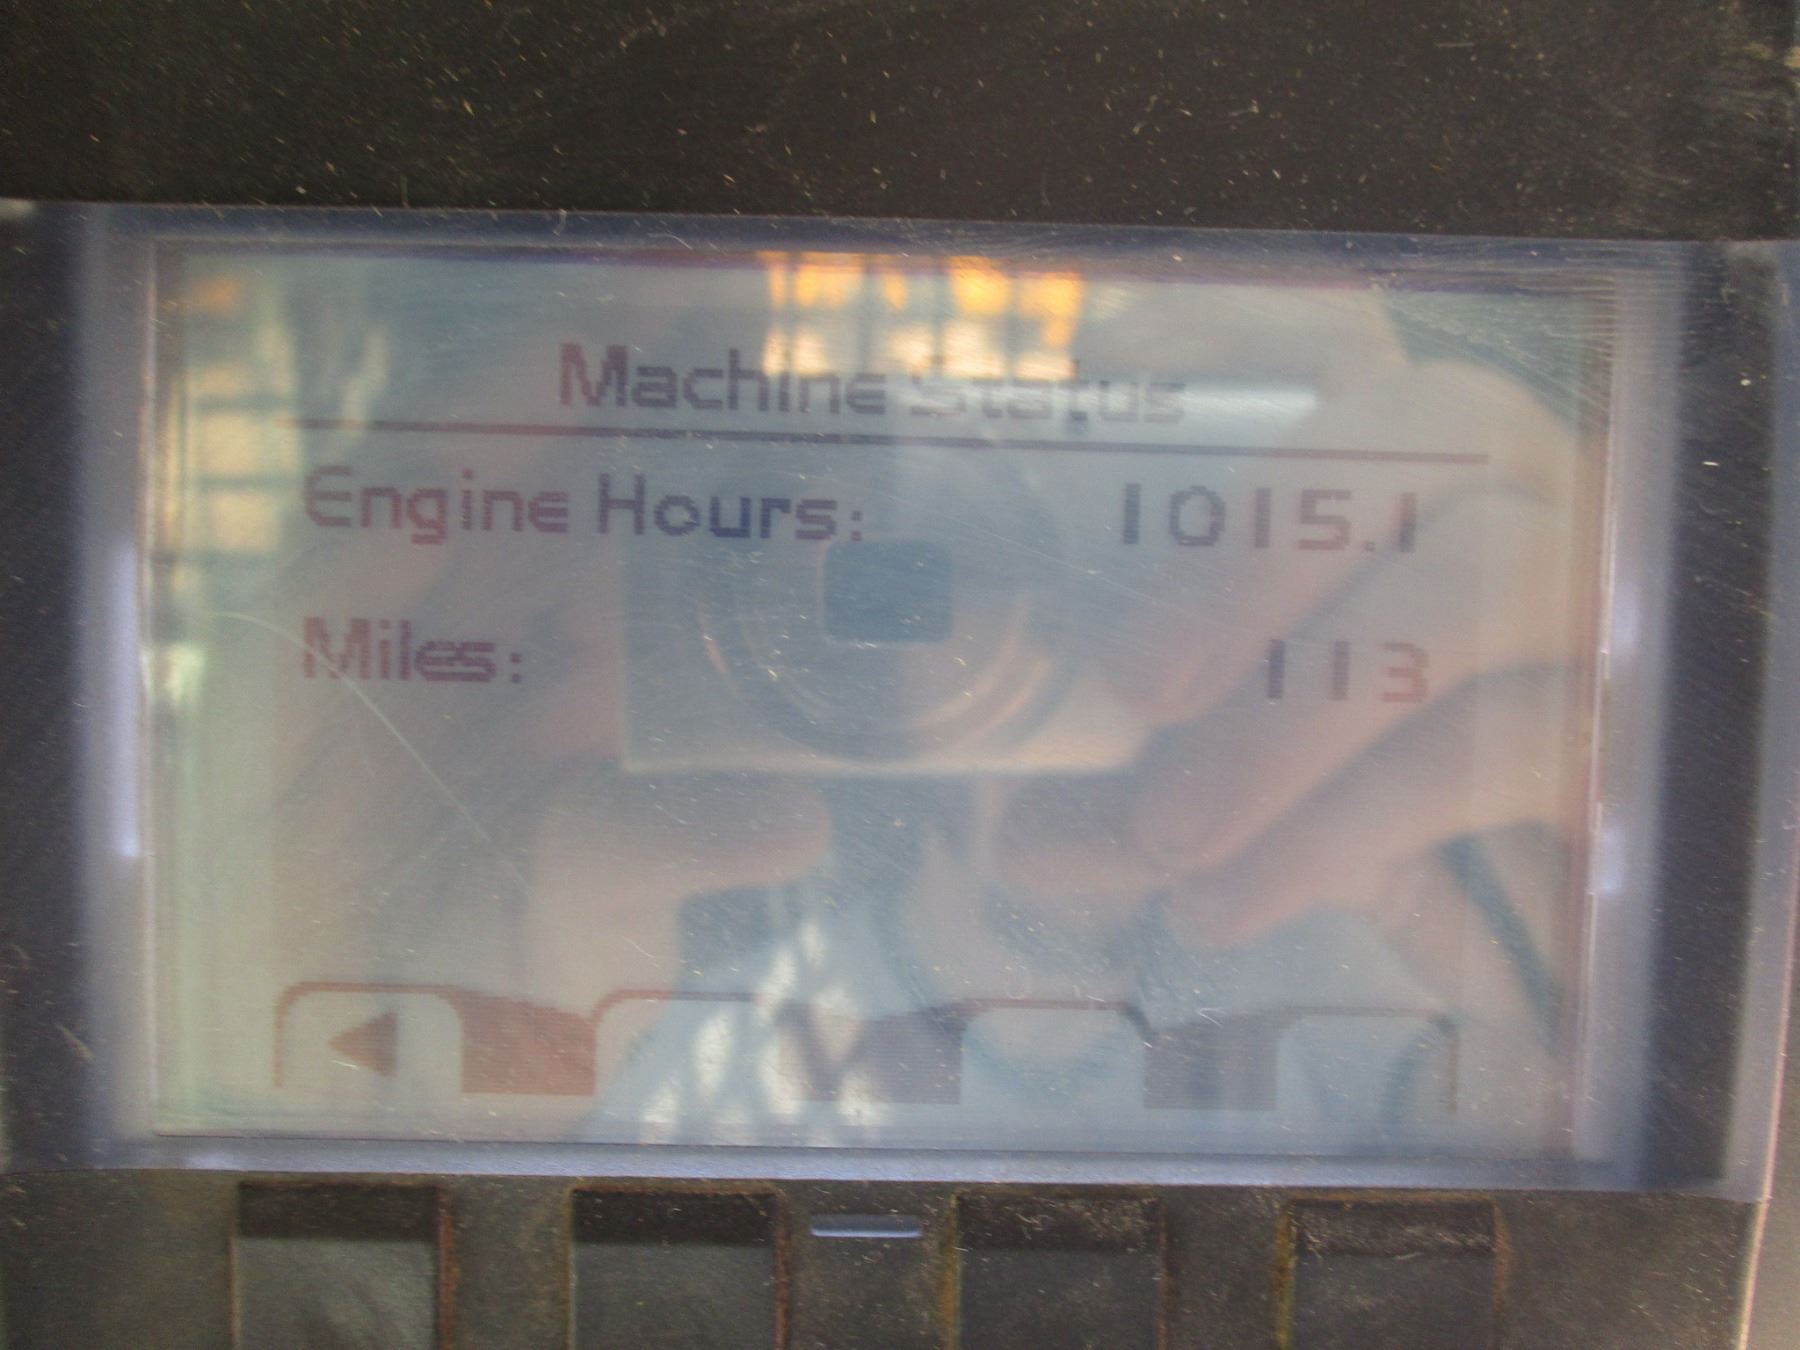 Machine Status
Engine Hours: 1015.1
Miles: 113